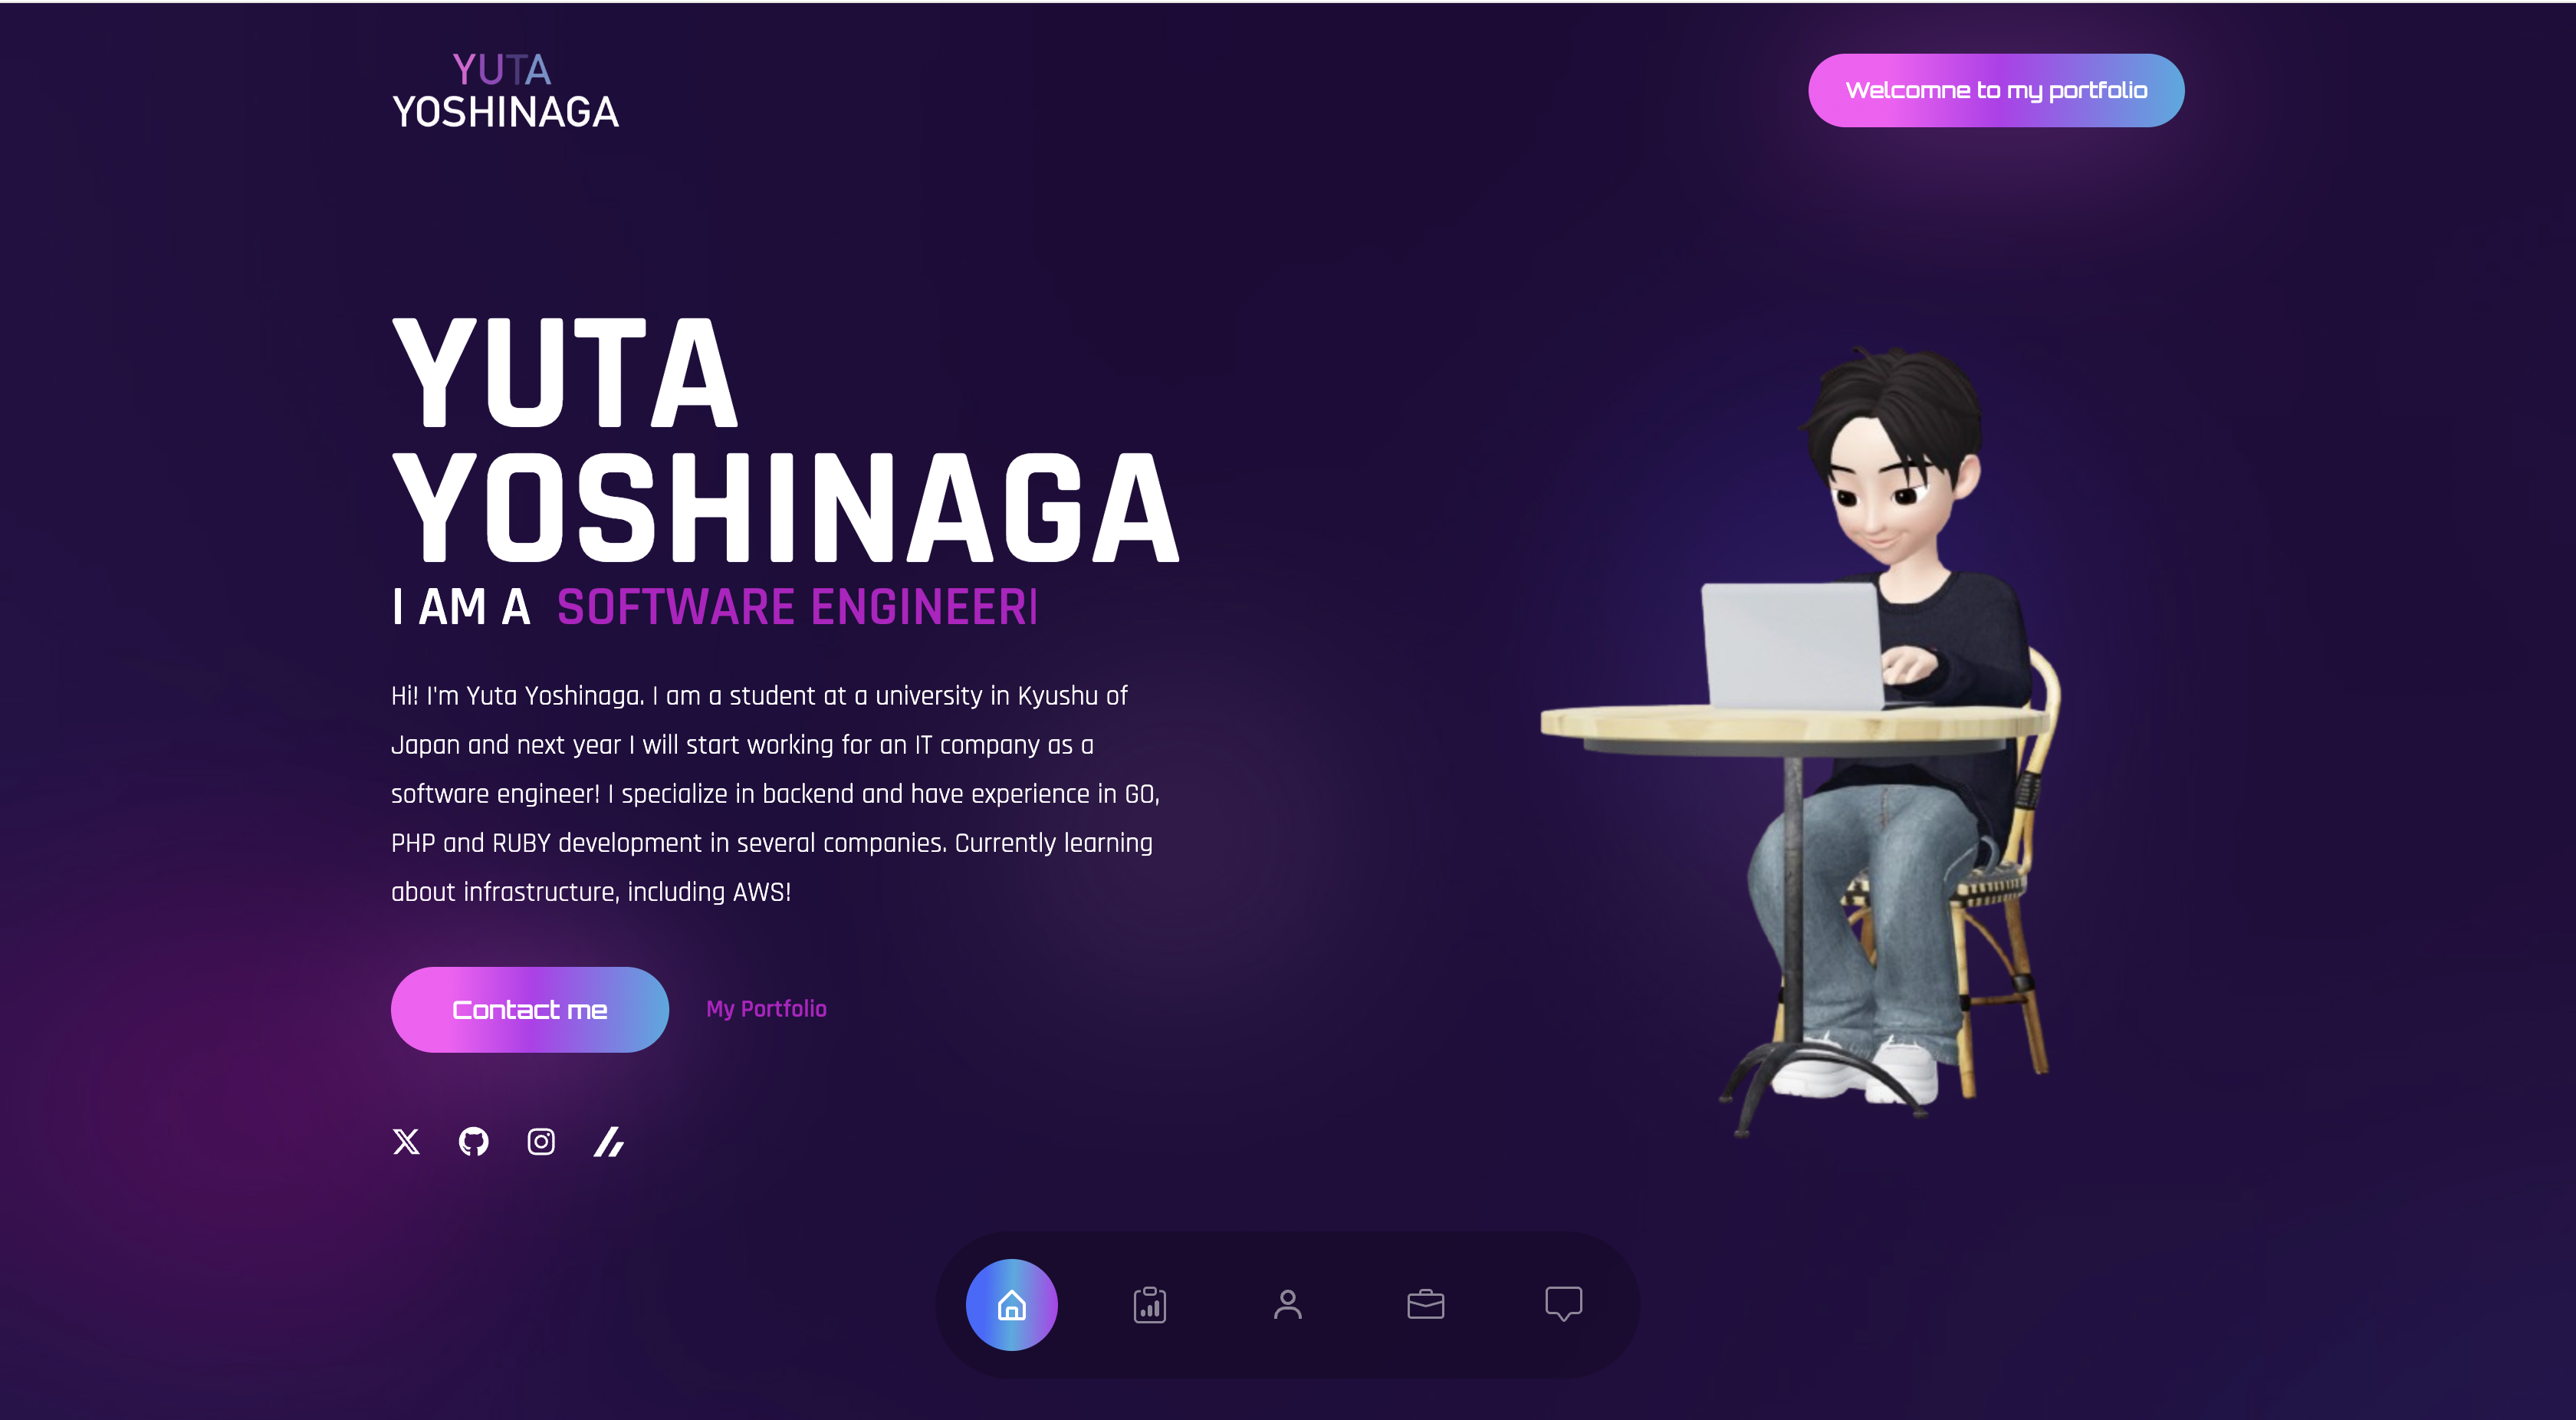 YUTA
YOSHINAGA
Welcomne to my portfolio
YUTA
YOSHINAGA
I AM A SOFTWARE ENGINEER|
Hi! I'm Yuta Yoshinaga. I am a student at a university in Kyushu of
Japan and next year I will start working for an IT company as a
software engineer! I specialize in backend and have experience in GO,
PHP and RUBY development in several companies. Currently learning
about infrastructure, including AWS!
Contact me
My Portfolio